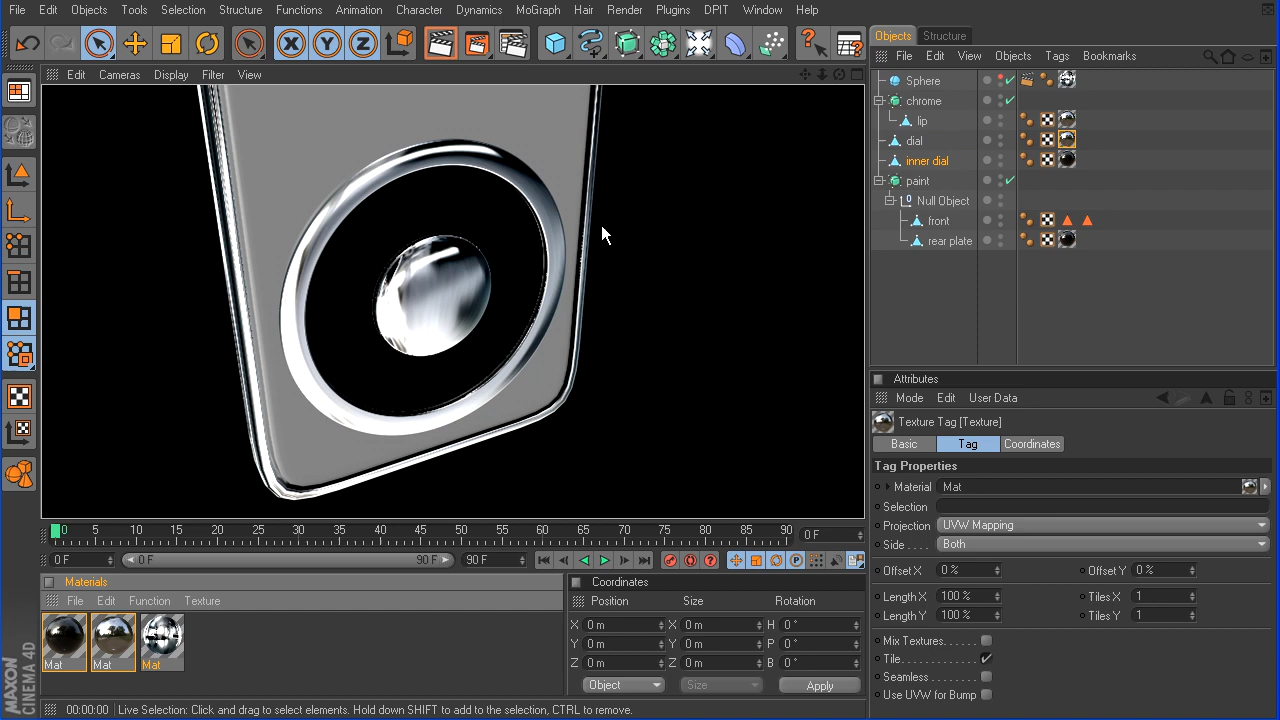 File Edit Objects Tools Selection Structure Functions Animation Character Dynamics MoGraph Hair Render Plugins DPIT Window Help
X Y Z
Objects Structure
File Edit View Objects Tags Bookmarks
Edit Cameras Display Filter View
Sphere
chrome
lip
dial
inner dial
paint
Null Object
front
rear plate
Attributes
Mode Edit User Data
Texture Tag [Texture]
Basic Tag Coordinates
Tag Properties
Material Mat
Selection
Projection UVW Mapping
Side . . . . Both
Offset X 0 % Offset Y 0 %
Length X 100 % Tiles X 1
Length Y 100 % Tiles Y 1
Mix Textures. . . . . .
Tile. . . . . . . . . . . . . .
Seamless. . . . . . . . .
Use UVW for Bump
0 5 10 15 20 25 30 35 40 45 50 55 60 65 70 75 80 85 90 0 F
0 F 0 F 90 F 90 F
Materials
File Edit Function Texture
Mat Mat Mat
Coordinates
Position Size Rotation
X 0 m X 0 m H 0 °
Y 0 m Y 0 m P 0 °
Z 0 m Z 0 m B 0 °
Object Size Apply
MAXON
CINEMA 4D
00:00:00 Live Selection: Click and drag to select elements. Hold down SHIFT to add to the selection, CTRL to remove.